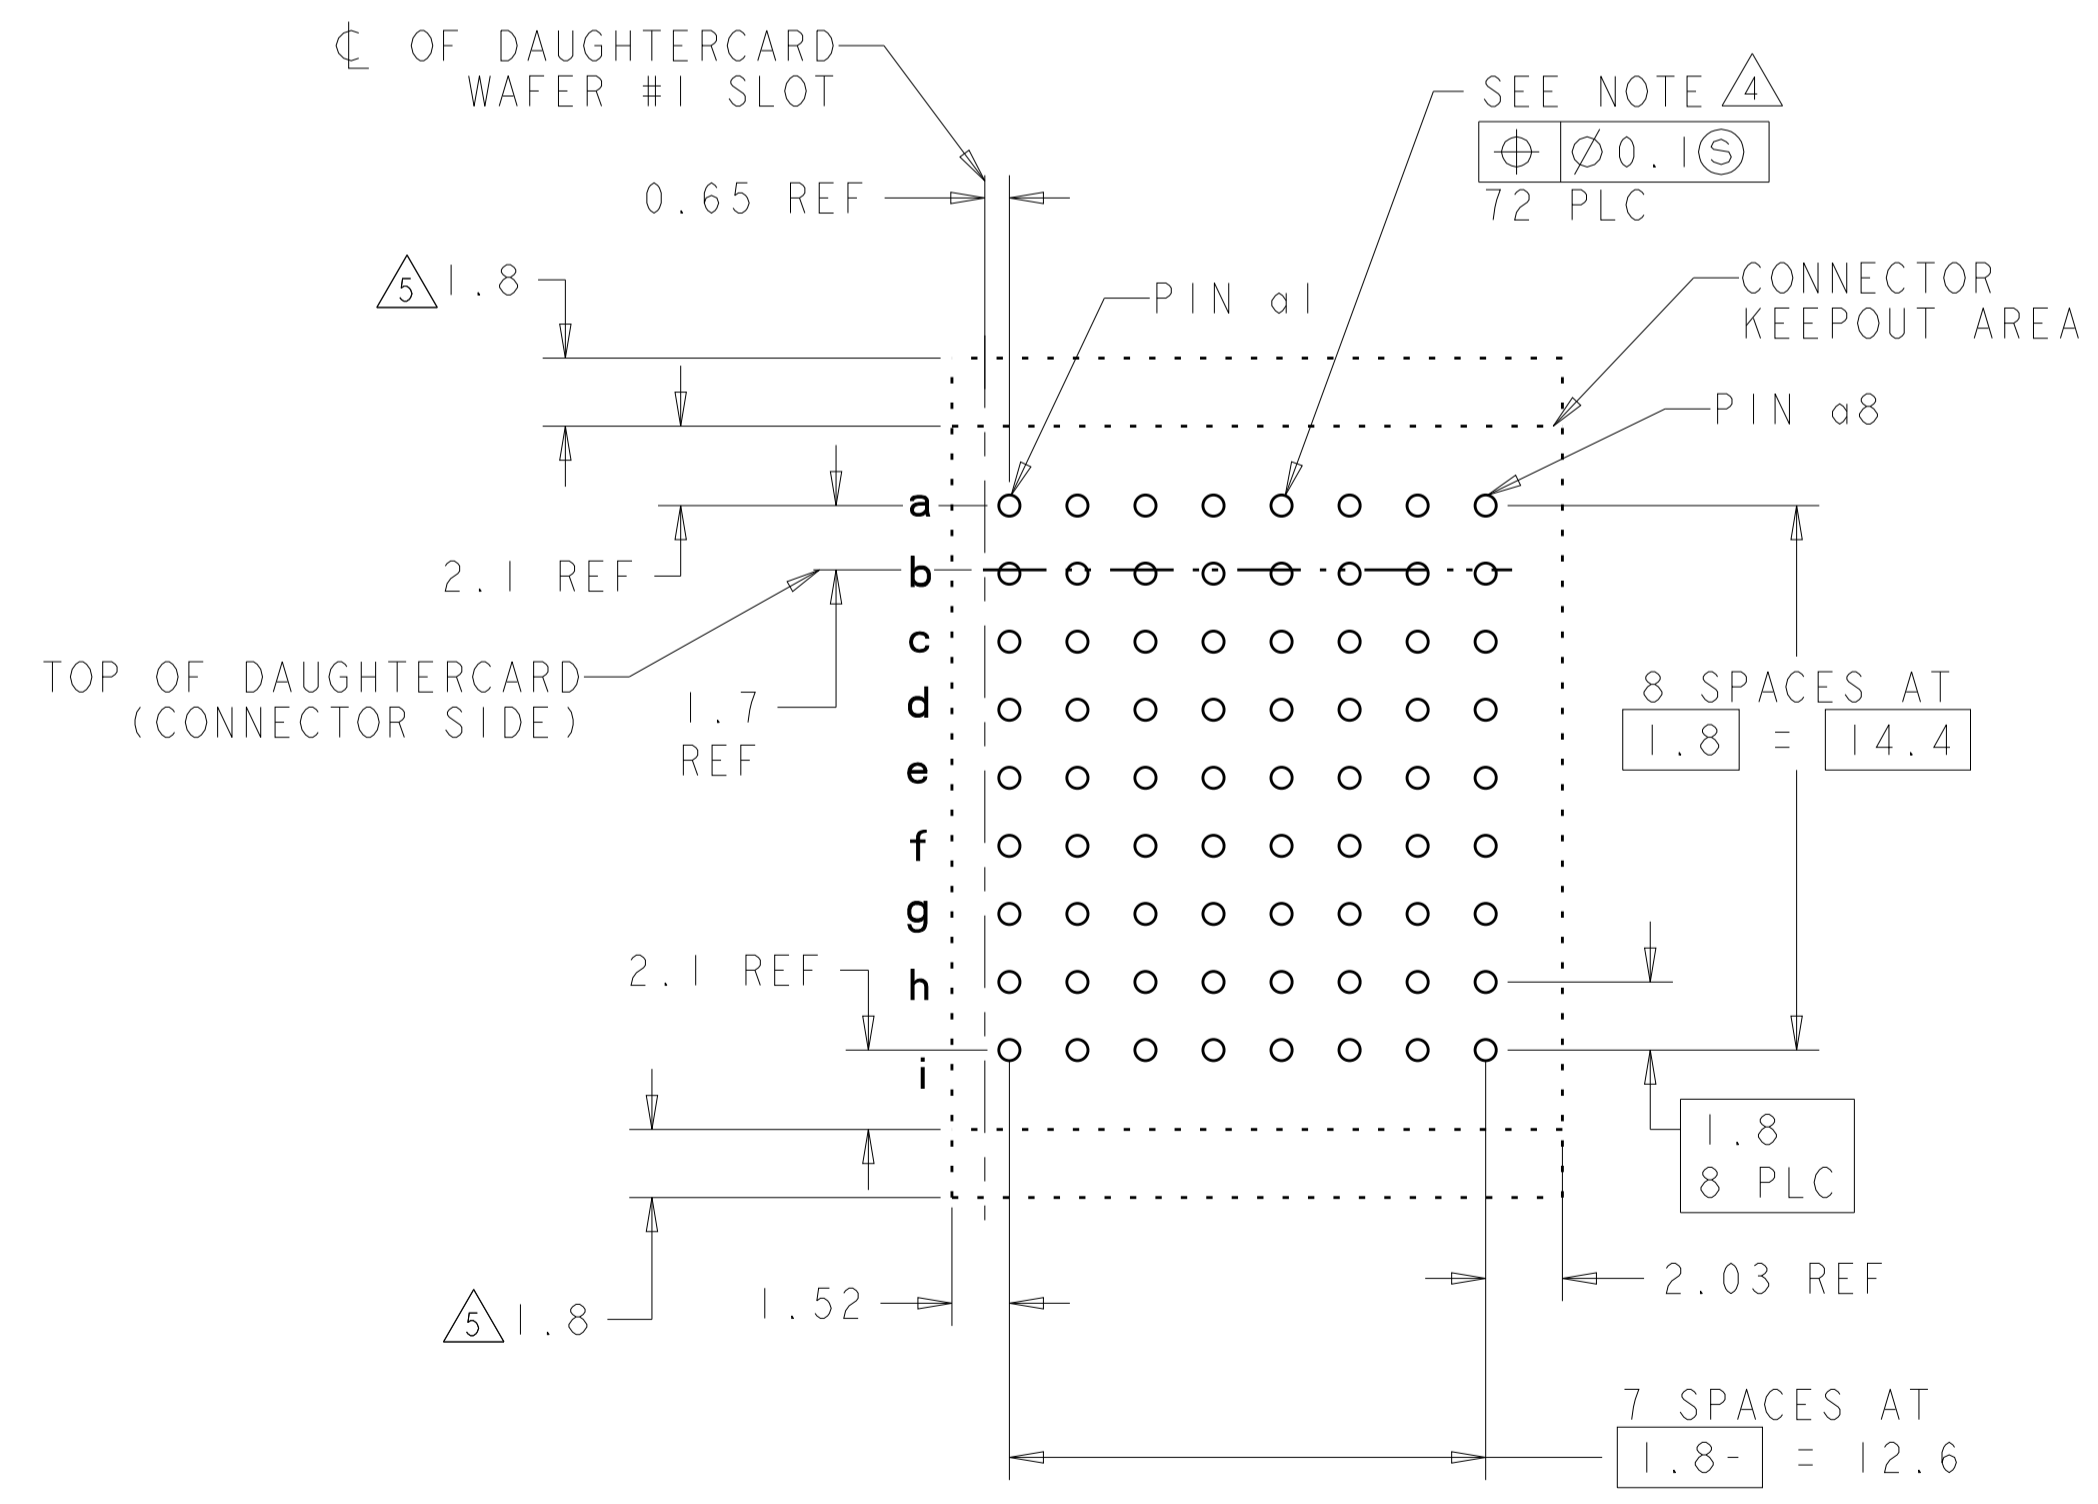 ℄ OF DAUGHTERCARD
WAFER #1 SLOT
SEE NOTE 4
⌖ ⌀0.1Ⓢ
72 PLC
0.65 REF
5 1.8
PIN a1
CONNECTOR
KEEPOUT AREA
PIN a8
a
2.1 REF
b
c
TOP OF DAUGHTERCARD
(CONNECTOR SIDE)
1.7
REF
d
8 SPACES AT
1.8 = 14.4
e
f
g
2.1 REF
h
i
1.8
8 PLC
2.03 REF
1.52
5 1.8
7 SPACES AT
1.8- = 12.6